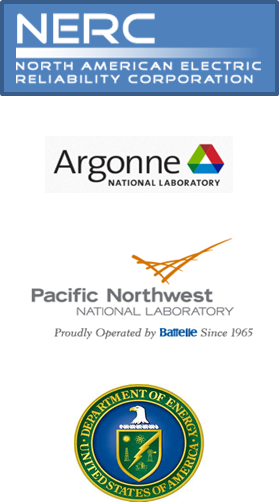 NERC
NORTH AMERICAN ELECTRIC
RELIABILITY CORPORATION
Argonne
NATIONAL LABORATORY
Pacific Northwest
NATIONAL LABORATORY
Proudly Operated by Battelle Since 1965
DEPARTMENT OF ENERGY
UNITED STATES OF AMERICA